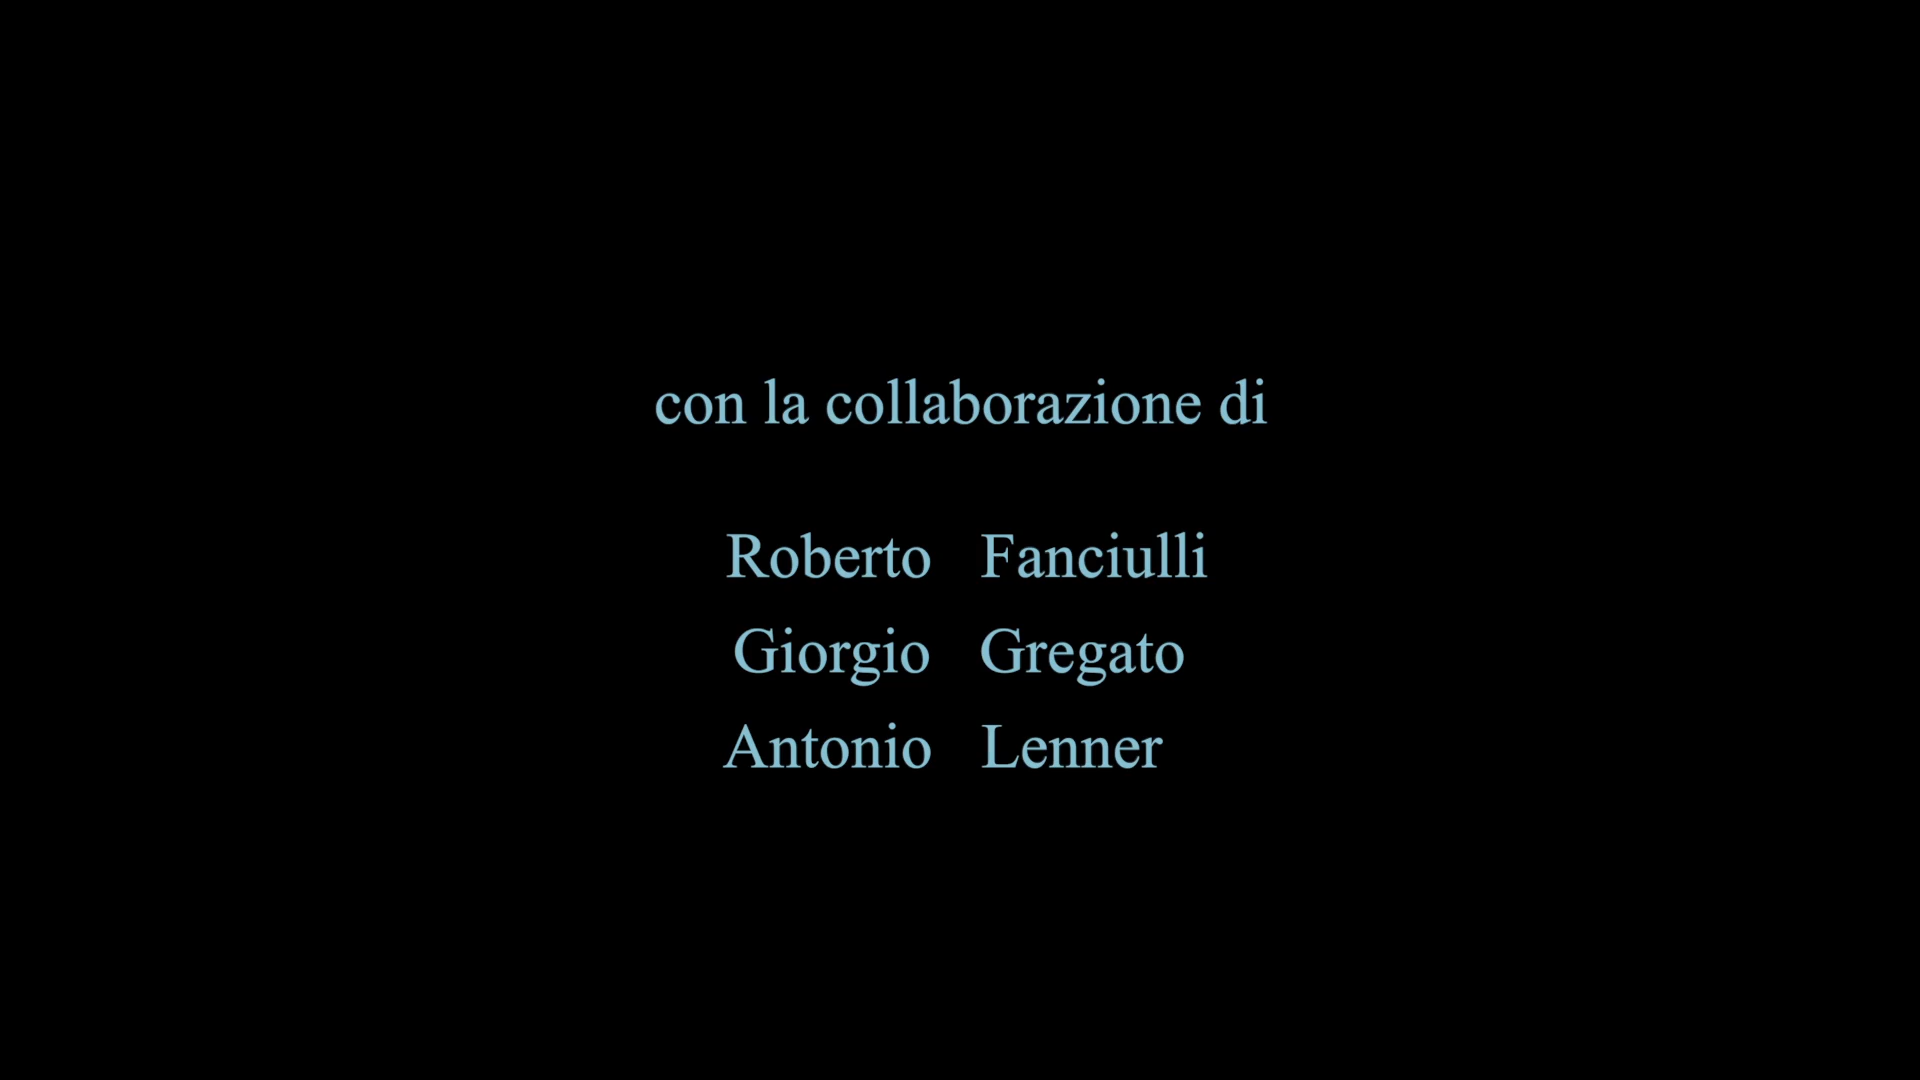 con la collaborazione di
Roberto Fanciulli
Giorgio Gregato
Antonio Lenner